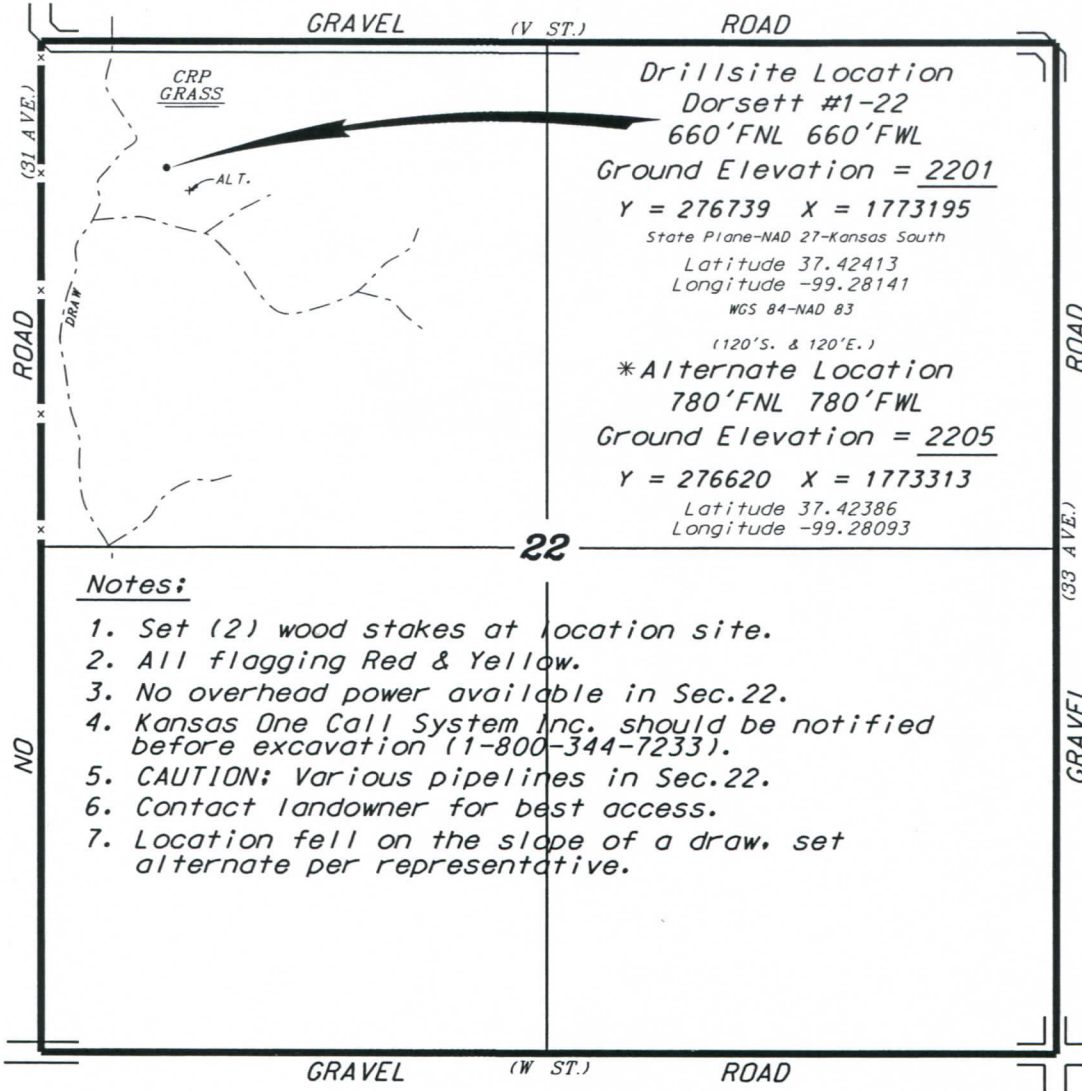 GRAVEL (V ST.) ROAD
(31 AVE.)
CRP
GRASS
ALT.
DRAW
ROAD
NO
Drillsite Location
Dorsett #1-22
660'FNL 660'FWL
Ground Elevation = 2201
Y = 276739 X = 1773195
State Plane-NAD 27-Kansas South
Latitude 37.42413
Longitude -99.28141
WGS 84-NAD 83
(120'S. & 120'E.)
*Alternate Location
780'FNL 780'FWL
Ground Elevation = 2205
Y = 276620 X = 1773313
Latitude 37.42386
Longitude -99.28093
ROAD
(33 AVE.)
GRAVEL
22
Notes:
1. Set (2) wood stakes at location site.
2. All flagging Red & Yellow.
3. No overhead power available in Sec.22.
4. Kansas One Call System Inc. should be notified
before excavation (1-800-344-7233).
5. CAUTION: Various pipelines in Sec.22.
6. Contact landowner for best access.
7. Location fell on the slope of a draw, set
alternate per representative.
GRAVEL (W ST.) ROAD